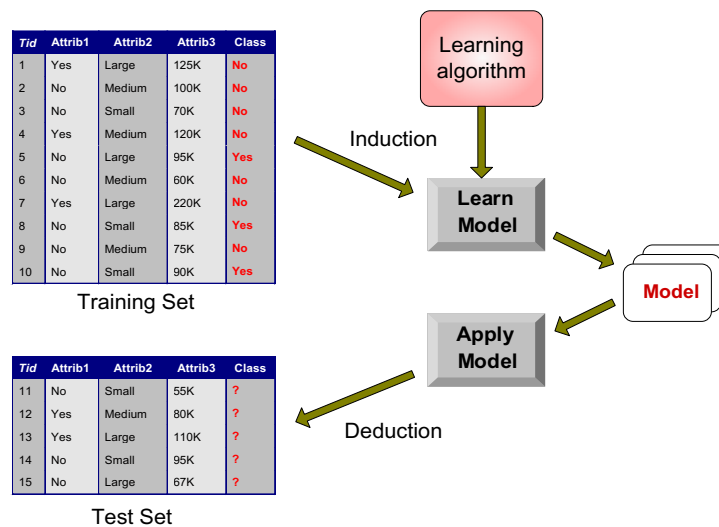 Tid Attrib1 Attrib2 Attrib3 Class
1 Yes Large 125K No
2 No Medium 100K No
3 No Small 70K No
4 Yes Medium 120K No
5 No Large 95K Yes
6 No Medium 60K No
7 Yes Large 220K No
8 No Small 85K Yes
9 No Medium 75K No
10 No Small 90K Yes
Training Set
Learning
algorithm
Induction
Learn
Model
Model
Apply
Model
Deduction
Tid Attrib1 Attrib2 Attrib3 Class
11 No Small 55K ?
12 Yes Medium 80K ?
13 Yes Large 110K ?
14 No Small 95K ?
15 No Large 67K ?
Test Set